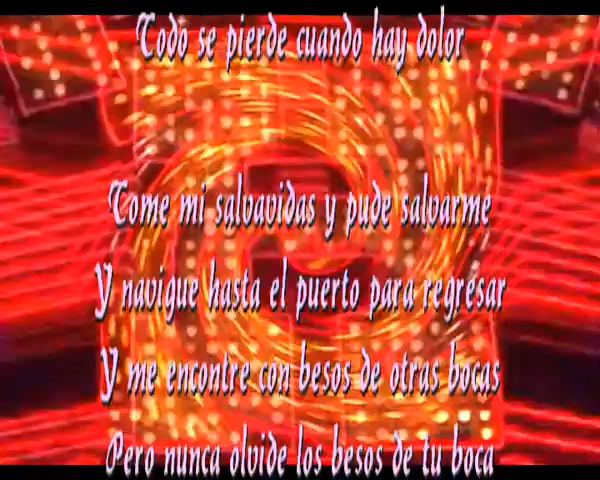 Todo se pierde cuando hay dolor
Tome mi salvavidas y pude salvarme
Y navigue hasta el puerto para regresar
Y me encontre con besos de otras bocas
Pero nunca olvide los besos de tu boca